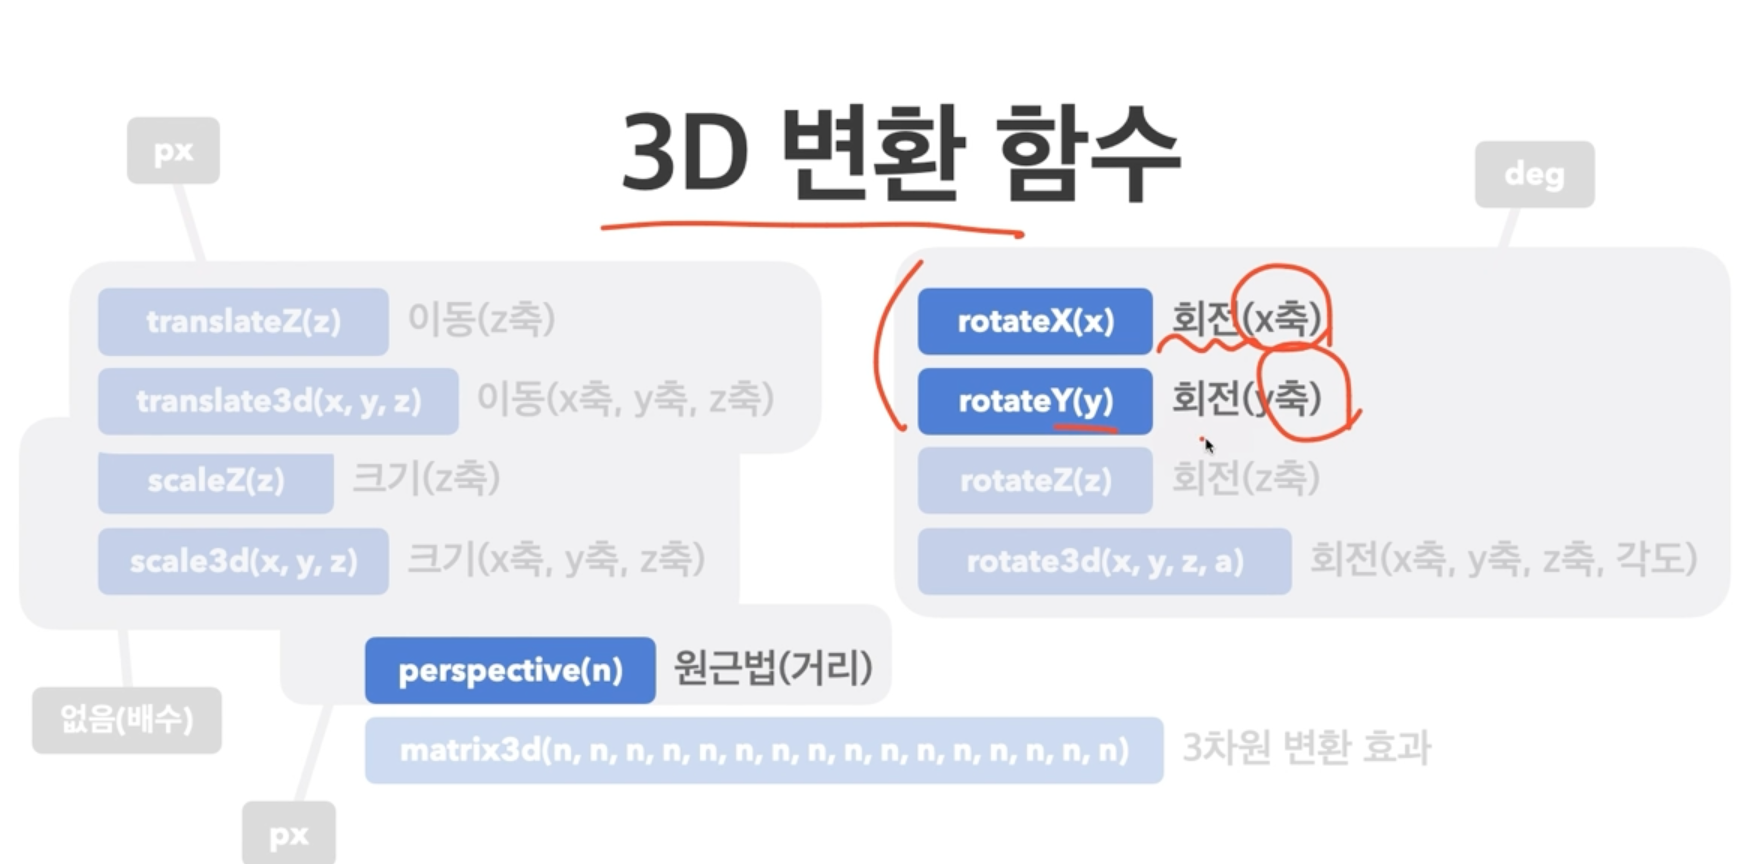 3D 변환 함수
px
translateZ(z) 이동(z축)
translate3d(x, y, z) 이동(x축, y축, z축)
scaleZ(z) 크기(z축)
scale3d(x, y, z) 크기(x축, y축, z축)
없음(배수)
deg
rotateX(x) 회전(x축)
rotateY(y) 회전(y축)
rotateZ(z) 회전(z축)
rotate3d(x, y, z, a) 회전(x축, y축, z축, 각도)
perspective(n) 원근법(거리)
matrix3d(n, n, n, n, n, n, n, n, n, n, n, n, n, n, n, n) 3차원 변환 효과
px